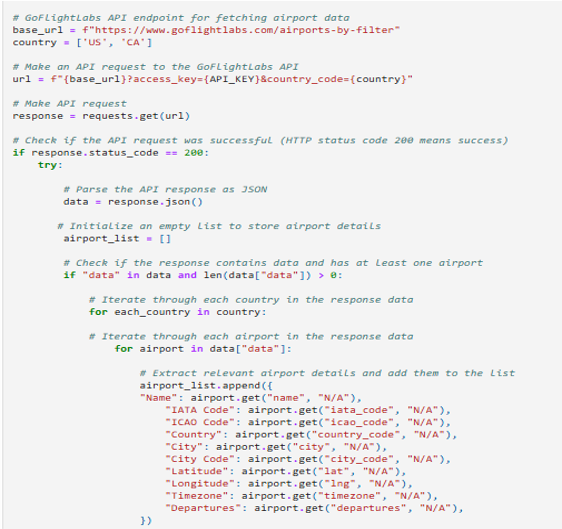 # GoFlightLabs API endpoint for fetching airport data
base_url = f"https://www.goflightlabs.com/airports-by-filter"
country = ['US', 'CA']

# Make an API request to the GoFlightLabs API
url = f"{base_url}?access_key={API_KEY}&country_code={country}"

# Make API request
response = requests.get(url)

# Check if the API request was successful (HTTP status code 200 means success)
if response.status_code == 200:
    try:

        # Parse the API response as JSON
        data = response.json()

       # Initialize an empty list to store airport details
        airport_list = []

        # Check if the response contains data and has at least one airport
        if "data" in data and len(data["data"]) > 0:

            # Iterate through each country in the response data
            for each_country in country:

            # Iterate through each airport in the response data
                for airport in data["data"]:

                    # Extract relevant airport details and add them to the list
                    airport_list.append({
                    "Name": airport.get("name", "N/A"),
                        "IATA Code": airport.get("iata_code", "N/A"),
                        "ICAO Code": airport.get("icao_code", "N/A"),
                        "Country": airport.get("country_code", "N/A"),
                        "City": airport.get("city", "N/A"),
                        "City Code": airport.get("city_code", "N/A"),
                        "Latitude": airport.get("lat", "N/A"),
                        "Longitude": airport.get("lng", "N/A"),
                        "Timezone": airport.get("timezone", "N/A"),
                        "Departures": airport.get("departures", "N/A"),
                    })